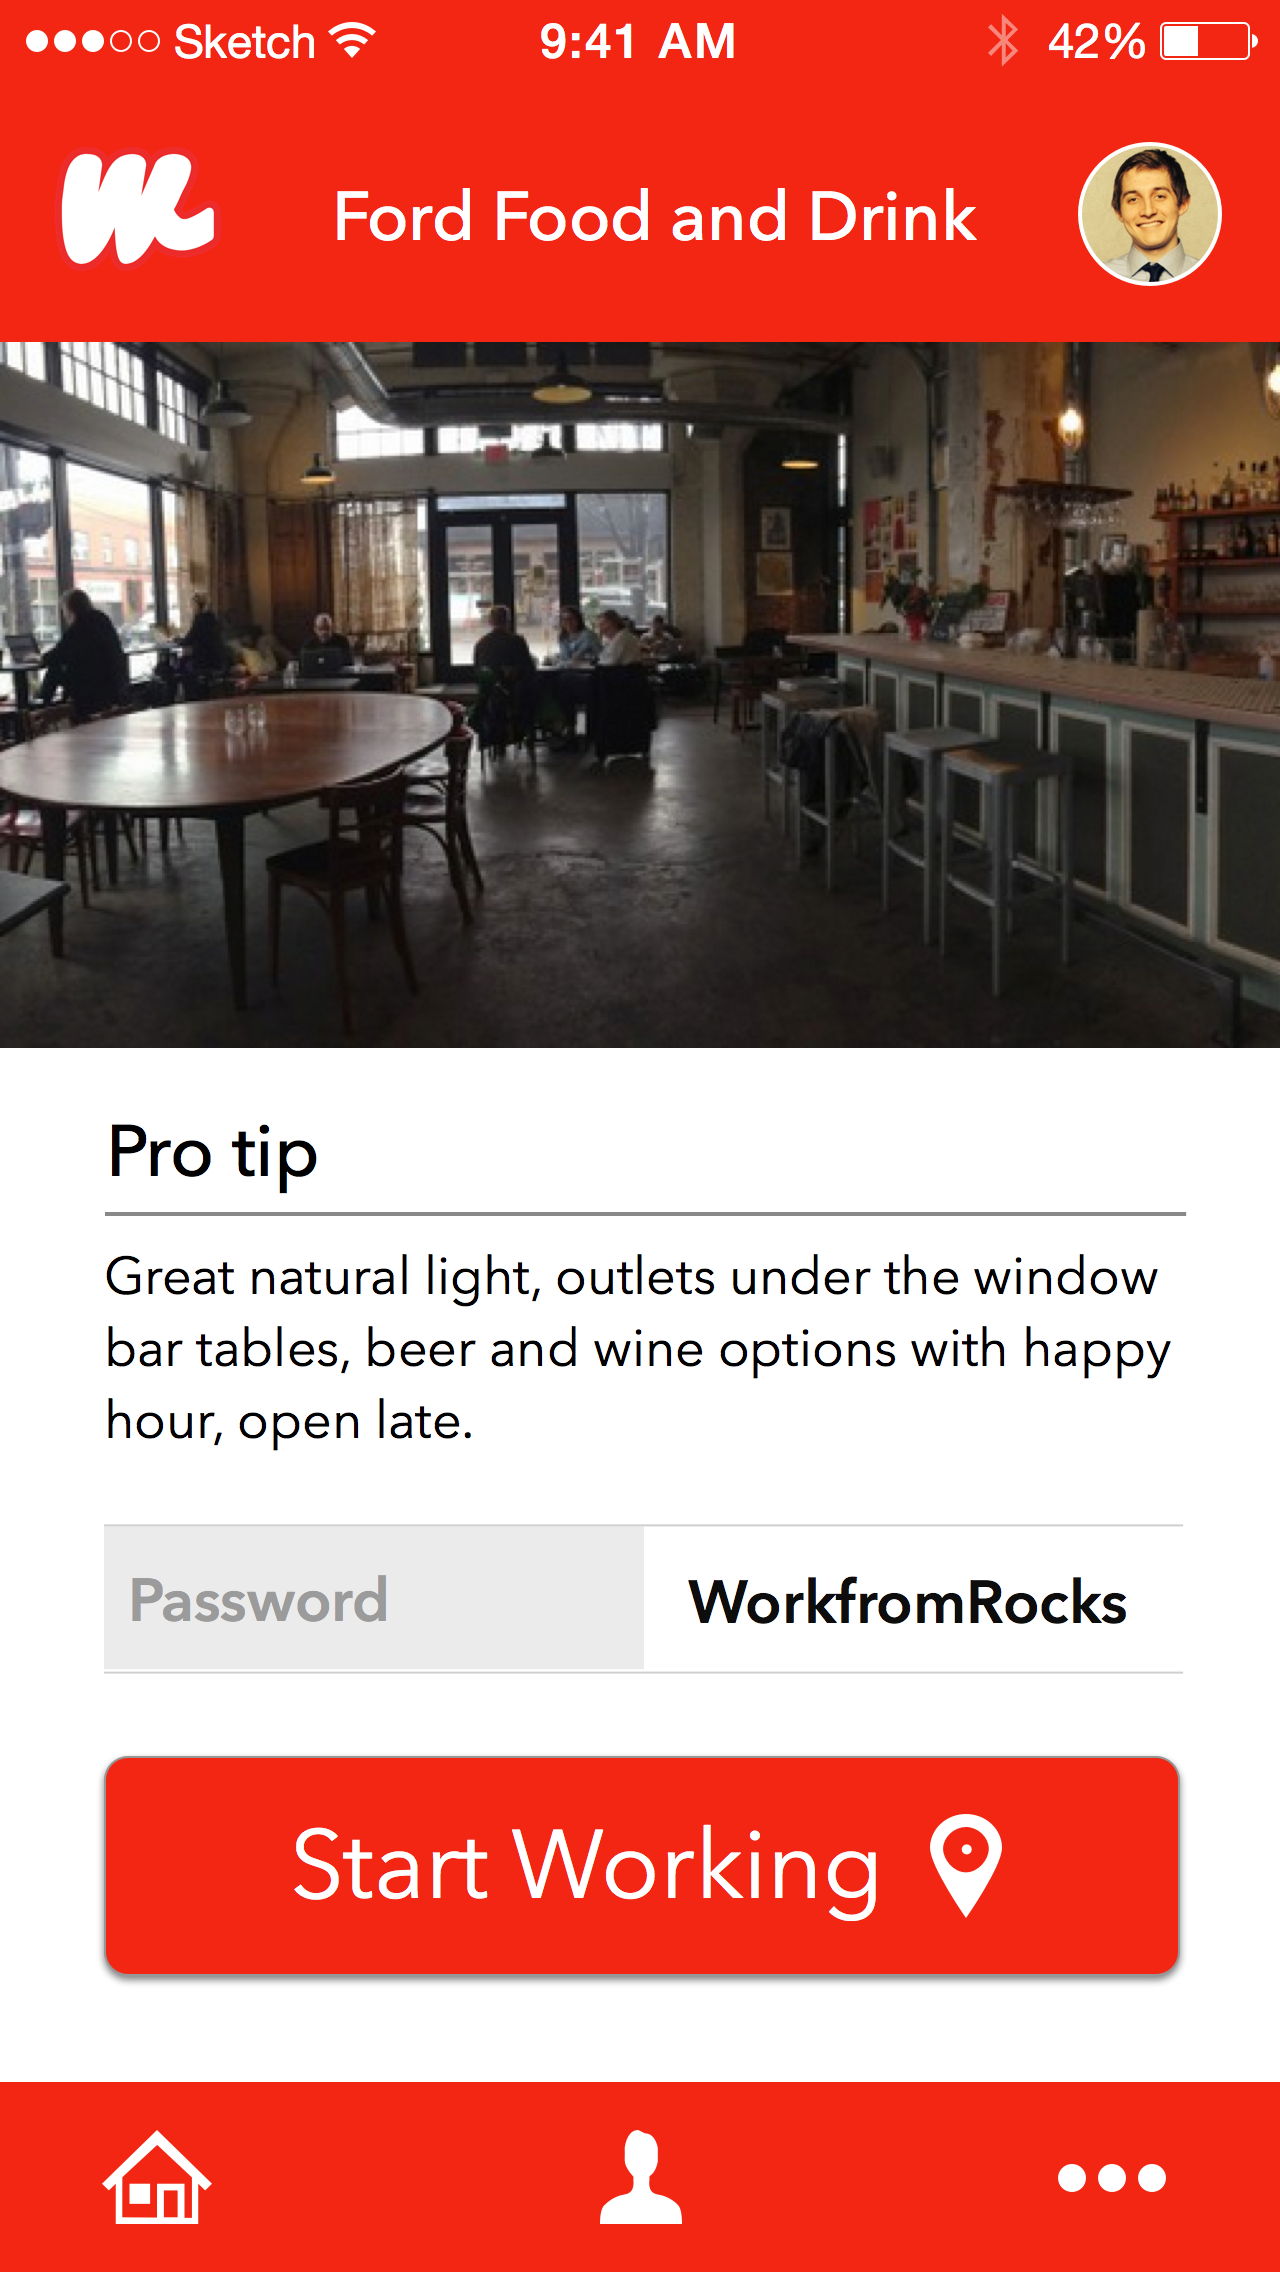 Sketch 9:41 AM 42%
Ford Food and Drink
Pro tip
Great natural light, outlets under the window
bar tables, beer and wine options with happy
hour, open late.
Password WorkfromRocks
Start Working